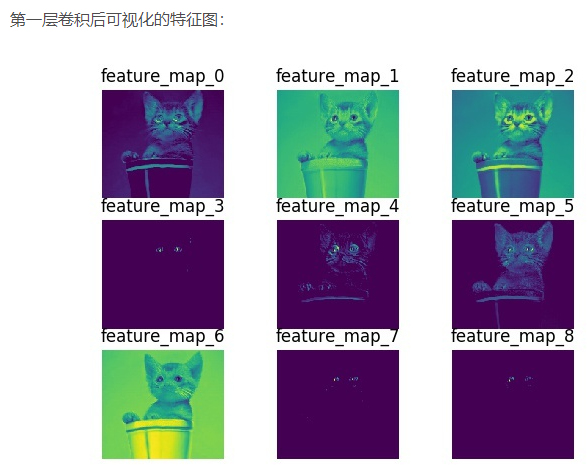 第一层卷积后可视化的特征图：
feature_map_0 feature_map_1 feature_map_2
feature_map_3 feature_map_4 feature_map_5
feature_map_6 feature_map_7 feature_map_8